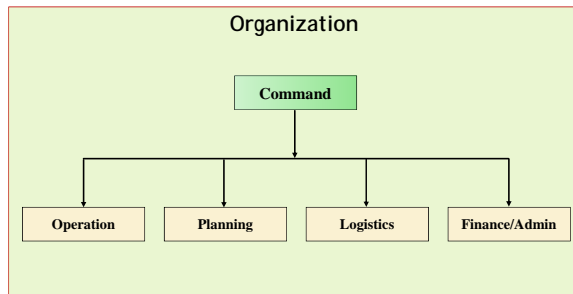 Organization
Command
Operation
Planning
Logistics
Finance/Admin